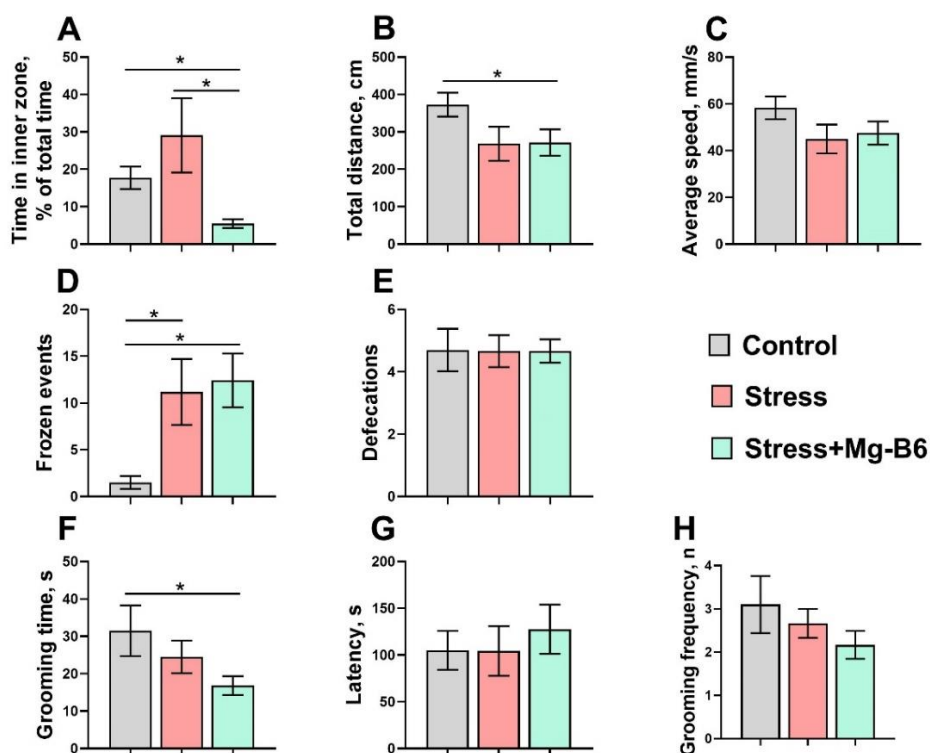 A
Time in inner zone,
% of total time
50
40
30
20
10
0
*
*
B
Total distance, cm
500
400
300
200
100
0
*
C
Average speed, mm/s
80
60
40
20
0
D
Frozen events
20
15
10
5
0
*
*
E
Defecations
6
4
2
0
Control
Stress
Stress+Mg-B6
F
Grooming time, s
50
40
30
20
10
0
*
G
Latency, s
200
150
100
50
0
H
Grooming frequency, n
4
3
2
1
0